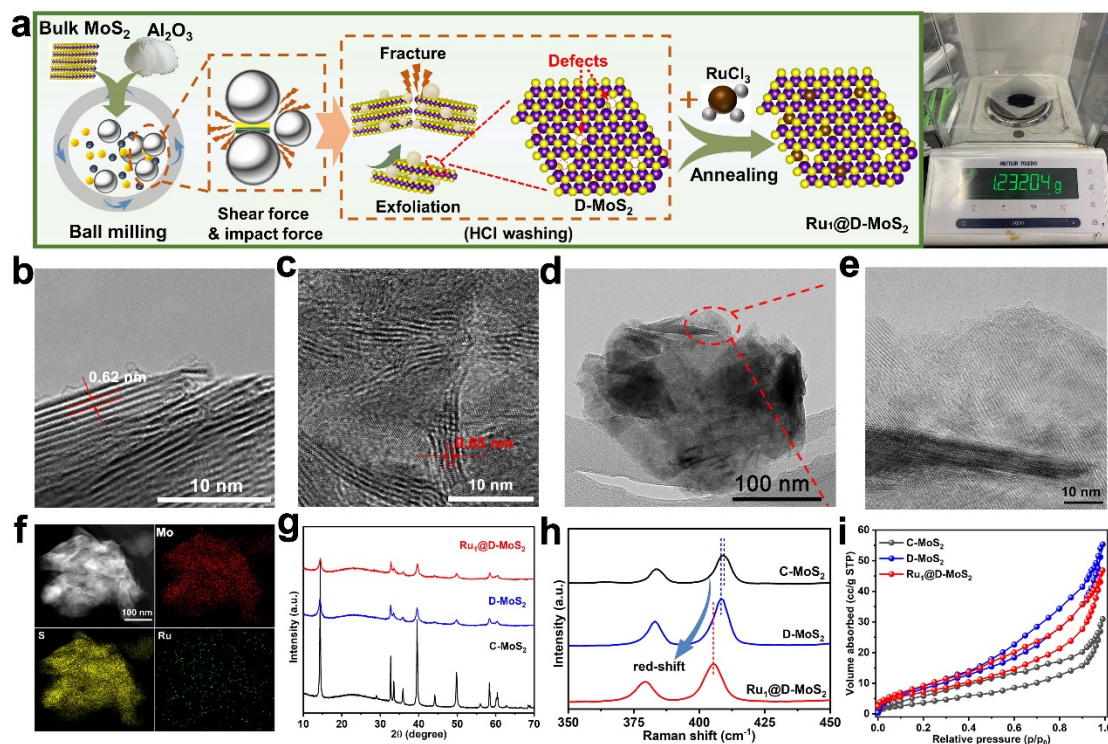 a
Bulk MoS2
Al2O3
Ball milling
Shear force
& impact force
Fracture
Exfoliation
(HCl washing)
Defects
D-MoS2
+
RuCl3
Annealing
Ru1@D-MoS2
METTLER TOLEDO
1.23204 g
b
0.62 nm
10 nm
c
0.65 nm
10 nm
d
100 nm
e
10 nm
f
Mo
100 nm
S
Ru
g
Ru1@D-MoS2
D-MoS2
C-MoS2
Intensity (a.u.)
10 20 30 40 50 60 70
2θ (degree)
h
C-MoS2
D-MoS2
red-shift
Ru1@D-MoS2
Intensity (a.u.)
350 375 400 425 450
Raman shift (cm-1)
i
C-MoS2
D-MoS2
Ru1@D-MoS2
Volume absorbed (cc/g STP)
60
50
40
30
20
10
0
0.0 0.2 0.4 0.6 0.8 1.0
Relative pressure (p/p0)